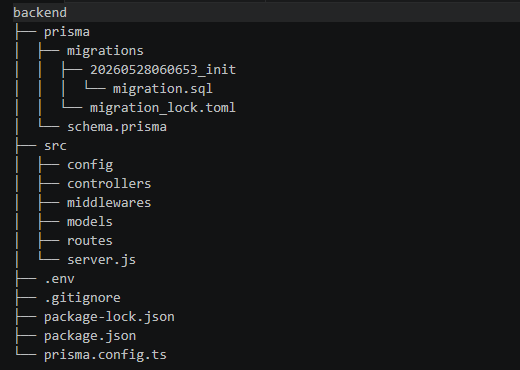 backend
├── prisma
│   ├── migrations
│   │   ├── 20260528060653_init
│   │   │   └── migration.sql
│   │   └── migration_lock.toml
│   └── schema.prisma
├── src
│   ├── config
│   ├── controllers
│   ├── middlewares
│   ├── models
│   ├── routes
│   └── server.js
├── .env
├── .gitignore
├── package-lock.json
├── package.json
└── prisma.config.ts